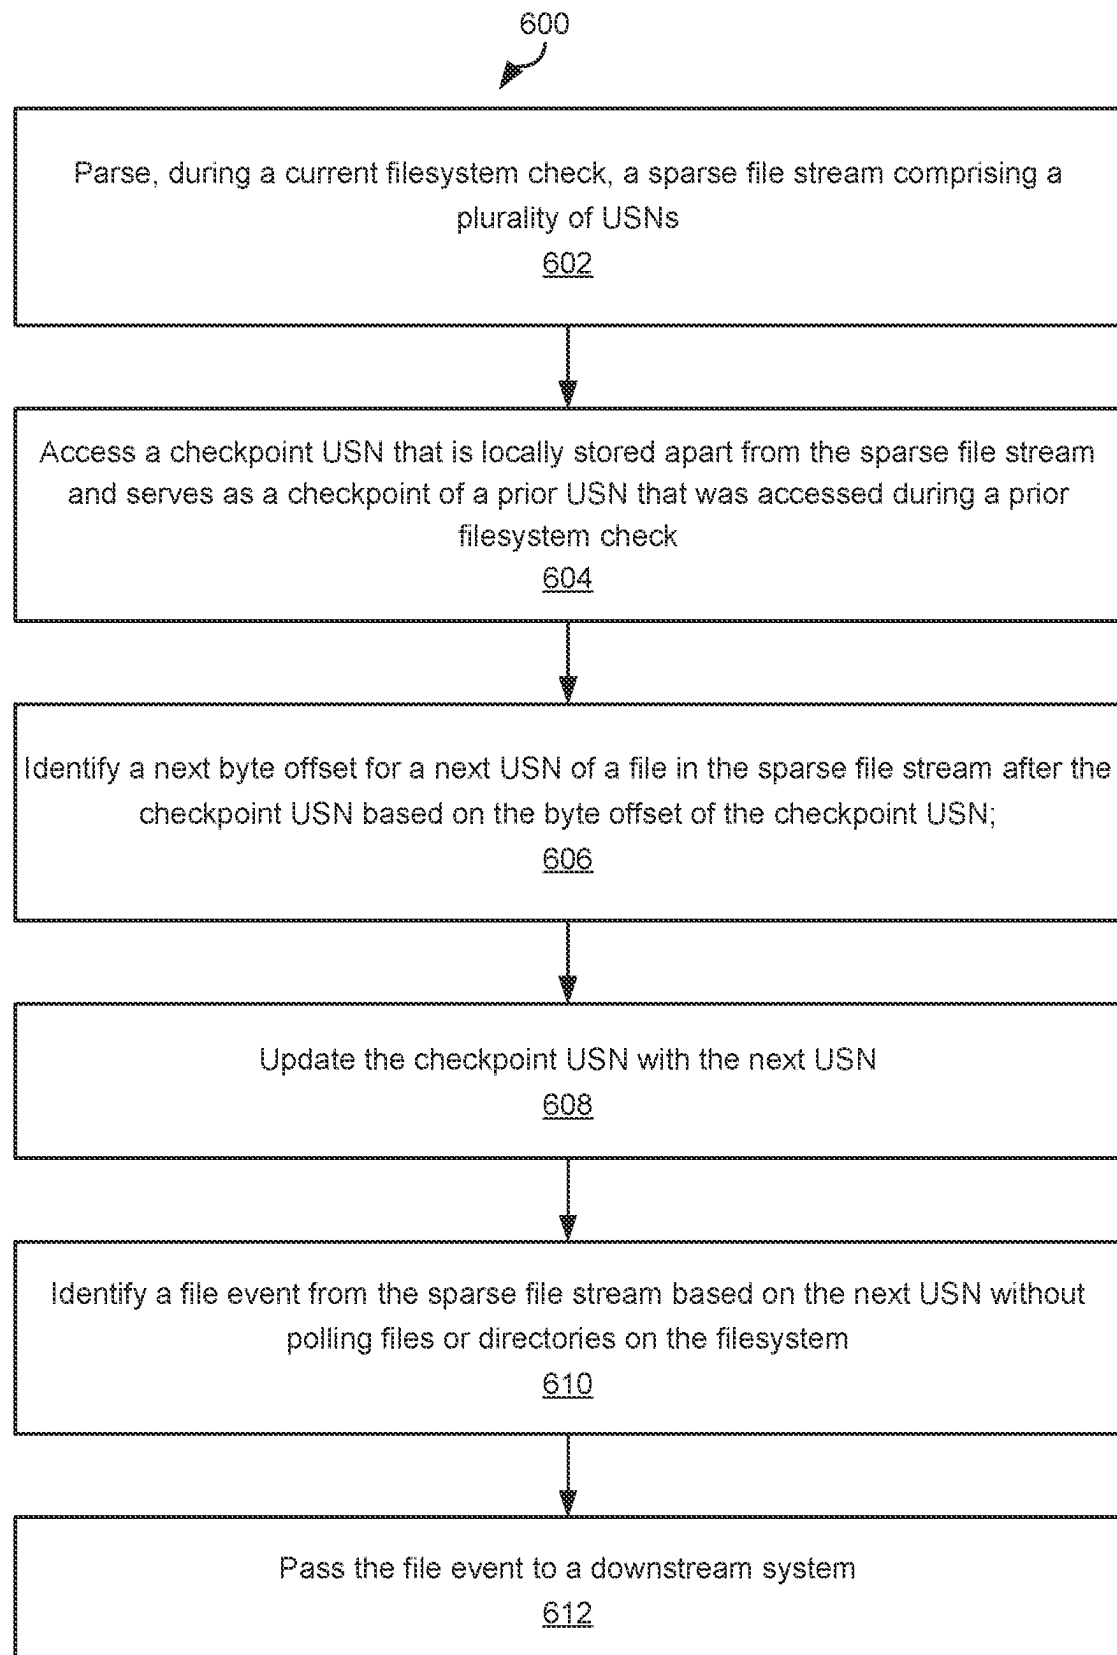 600
Parse, during a current filesystem check, a sparse file stream comprising a
plurality of USNs
602
Access a checkpoint USN that is locally stored apart from the sparse file stream
and serves as a checkpoint of a prior USN that was accessed during a prior
filesystem check
604
Identify a next byte offset for a next USN of a file in the sparse file stream after the
checkpoint USN based on the byte offset of the checkpoint USN;
606
Update the checkpoint USN with the next USN
608
Identify a file event from the sparse file stream based on the next USN without
polling files or directories on the filesystem
610
Pass the file event to a downstream system
612